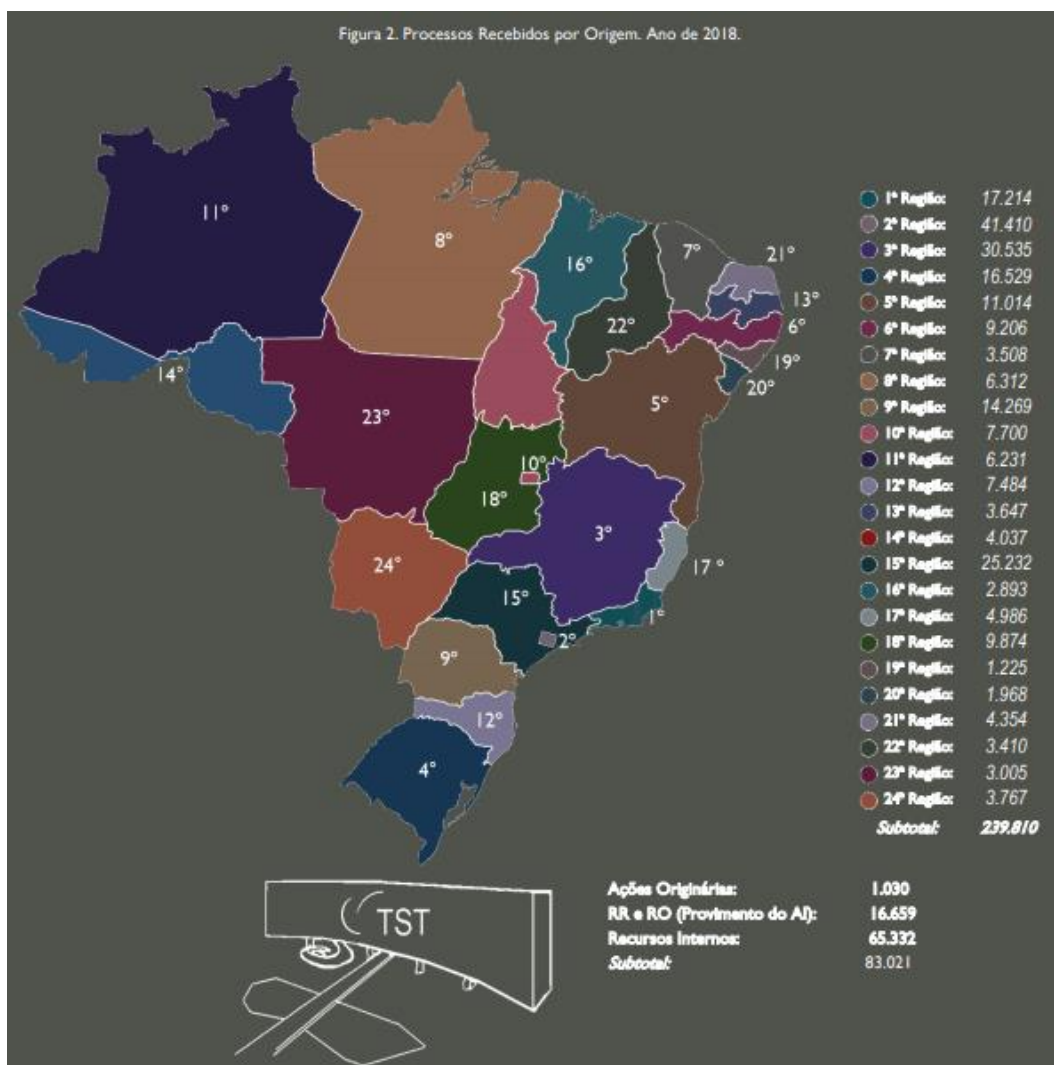 Figura 2. Processos Recebidos por Origem. Ano de 2018.
11°
8°
16°
7°
21°
13°
6°
22°
19°
20°
14°
23°
5°
10°
18°
3°
24°
17°
15°
1°
2°
9°
12°
4°
1ª Região: 17.214
2ª Região: 41.410
3ª Região: 30.535
4ª Região: 16.529
5ª Região: 11.014
6ª Região: 9.206
7ª Região: 3.508
8ª Região: 6.312
9ª Região: 14.269
10ª Região: 7.700
11ª Região: 6.231
12ª Região: 7.484
13ª Região: 3.647
14ª Região: 4.037
15ª Região: 25.232
16ª Região: 2.893
17ª Região: 4.986
18ª Região: 9.874
19ª Região: 1.225
20ª Região: 1.968
21ª Região: 4.354
22ª Região: 3.410
23ª Região: 3.005
24ª Região: 3.767
Subtotal: 239.810
TST
Ações Originárias: 1.030
RR e RO (Provimento do AI): 16.659
Recursos Internos: 65.332
Subtotal: 83.021